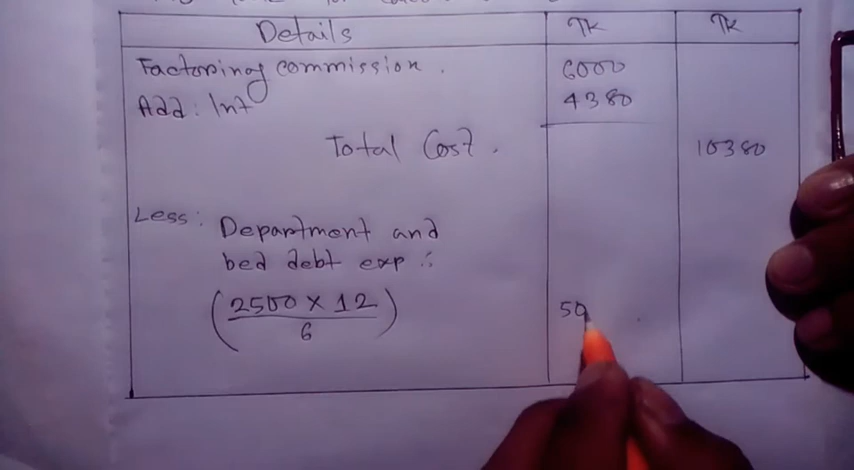 Details TK TK
Factoring commission. 6000
Add: Int 4380
Total Cost. 10380
Less: Department and
bed debt exp:
(2500 × 12 / 6) 50